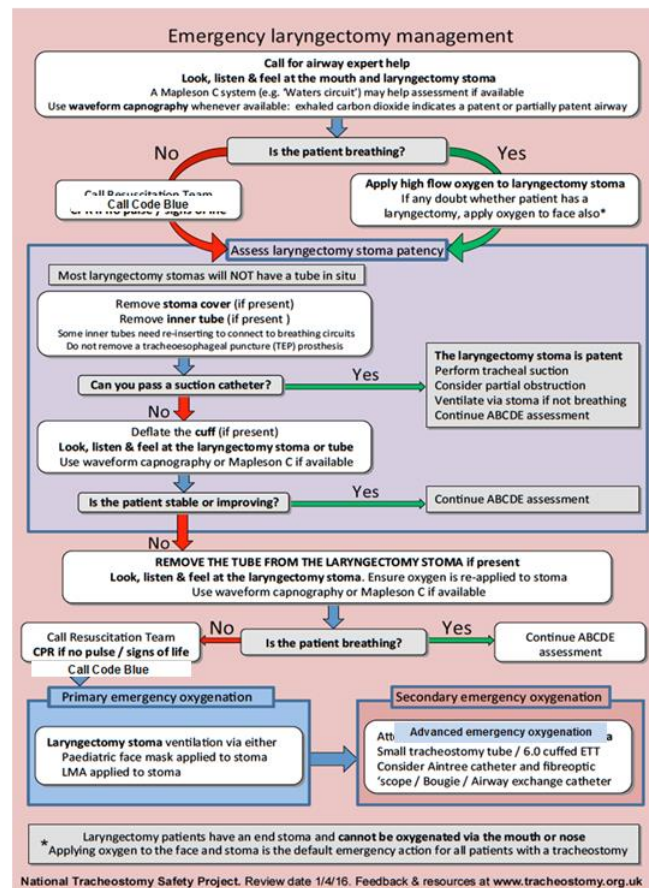 Emergency laryngectomy management
Call for airway expert help
Look, listen & feel at the mouth and laryngectomy stoma
A Mapleson C system (e.g. ‘Waters circuit’) may help assessment if available
Use waveform capnography whenever available: exhaled carbon dioxide indicates a patent or partially patent airway
No
Is the patient breathing?
Yes
Call Resuscitation Team
Call Code Blue
CPR if no pulse / signs of life
Apply high flow oxygen to laryngectomy stoma
If any doubt whether patient has a
laryngectomy, apply oxygen to face also*
Assess laryngectomy stoma patency
Most laryngectomy stomas will NOT have a tube in situ
Remove stoma cover (if present)
Remove inner tube (if present )
Some inner tubes need re-inserting to connect to breathing circuits
Do not remove a tracheoesophageal puncture (TEP) prosthesis
Can you pass a suction catheter?
Yes
The laryngectomy stoma is patent
Perform tracheal suction
Consider partial obstruction
Ventilate via stoma if not breathing
Continue ABCDE assessment
No
Deflate the cuff (if present)
Look, listen & feel at the laryngectomy stoma or tube
Use waveform capnography or Mapleson C if available
Is the patient stable or improving?
Yes
Continue ABCDE assessment
No
REMOVE THE TUBE FROM THE LARYNGECTOMY STOMA if present
Look, listen & feel at the laryngectomy stoma. Ensure oxygen is re-applied to stoma
Use waveform capnography or Mapleson C if available
Call Resuscitation Team
CPR if no pulse / signs of life
Call Code Blue
No
Is the patient breathing?
Yes
Continue ABCDE
assessment
Primary emergency oxygenation
Laryngectomy stoma ventilation via either
Paediatric face mask applied to stoma
LMA applied to stoma
Secondary emergency oxygenation
Advanced emergency oxygenation
Small tracheostomy tube / 6.0 cuffed ETT
Consider Aintree catheter and fibreoptic
‘scope / Bougie / Airway exchange catheter
Laryngectomy patients have an end stoma and cannot be oxygenated via the mouth or nose
*Applying oxygen to the face and stoma is the default emergency action for all patients with a tracheostomy
National Tracheostomy Safety Project. Review date 1/4/16. Feedback & resources at www.tracheostomy.org.uk